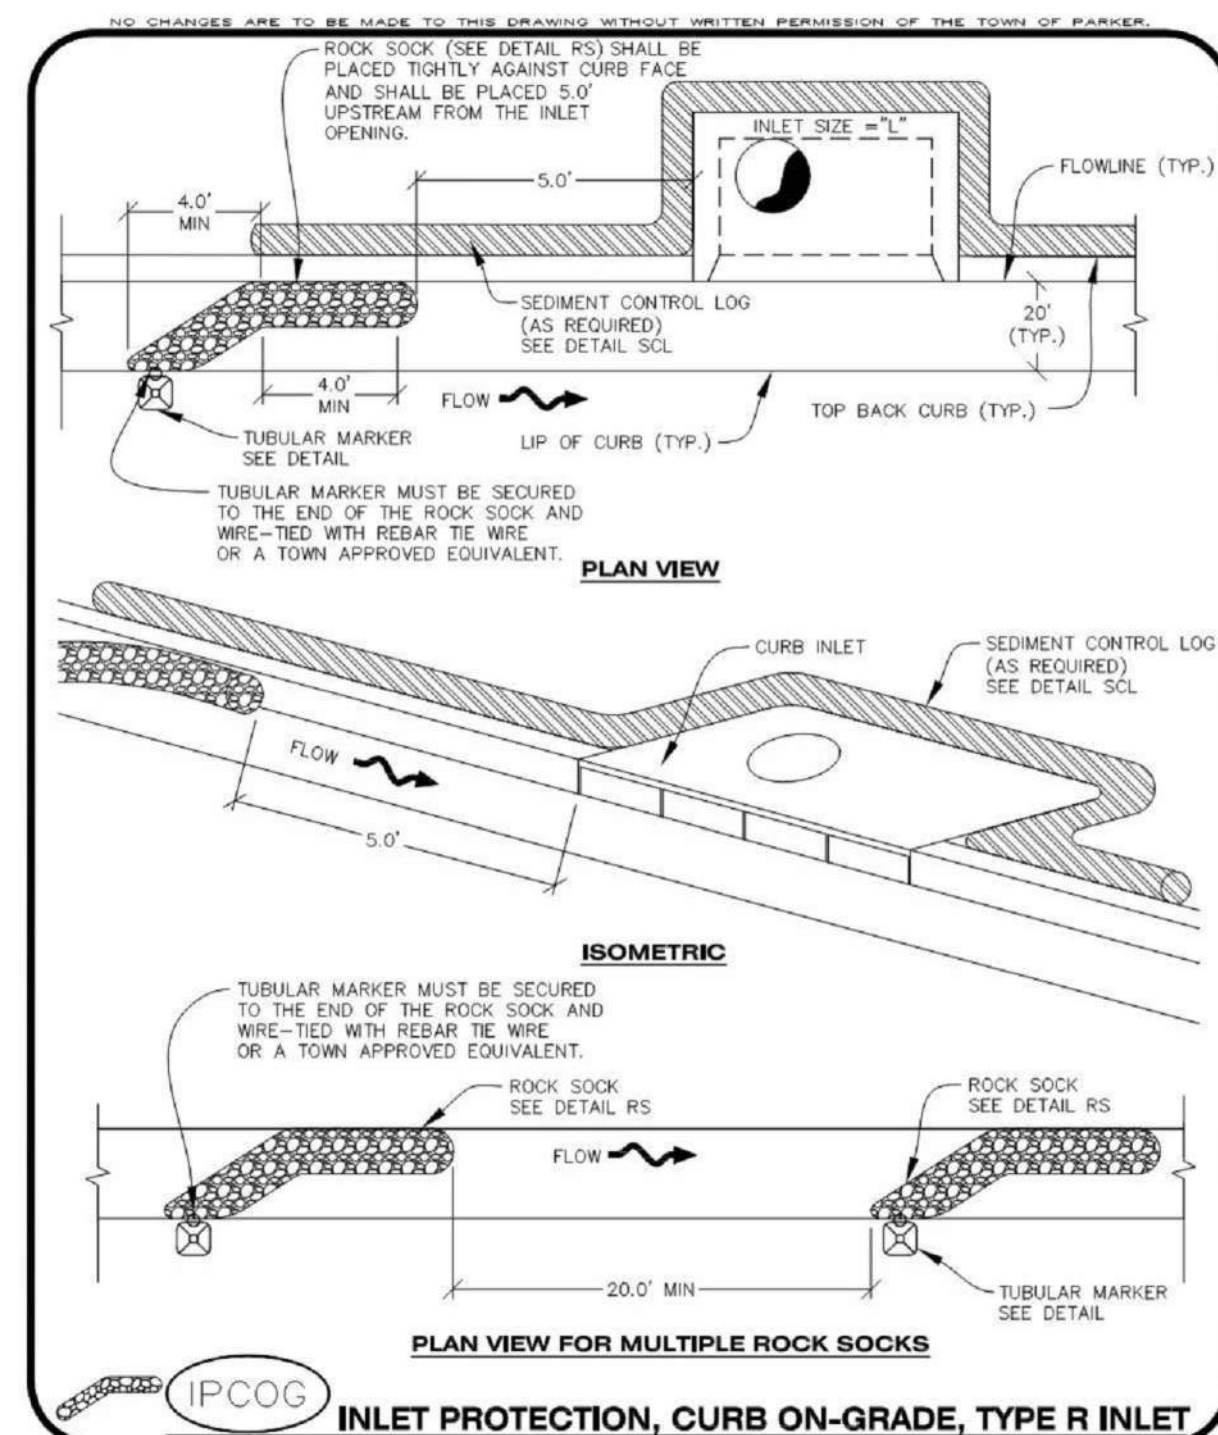 NO CHANGES ARE TO BE MADE TO THIS DRAWING WITHOUT WRITTEN PERMISSION OF THE TOWN OF PARKER.
ROCK SOCK (SEE DETAIL RS) SHALL BE
PLACED TIGHTLY AGAINST CURB FACE
AND SHALL BE PLACED 5.0'
UPSTREAM FROM THE INLET
OPENING.
INLET SIZE ="L"
FLOWLINE (TYP.)
5.0'
4.0'
MIN
SEDIMENT CONTROL LOG
(AS REQUIRED)
SEE DETAIL SCL
20'
(TYP.)
4.0'
MIN
FLOW
TOP BACK CURB (TYP.)
TUBULAR MARKER
SEE DETAIL
LIP OF CURB (TYP.)
TUBULAR MARKER MUST BE SECURED
TO THE END OF THE ROCK SOCK AND
WIRE-TIED WITH REBAR TIE WIRE
OR A TOWN APPROVED EQUIVALENT.
PLAN VIEW
CURB INLET
SEDIMENT CONTROL LOG
(AS REQUIRED)
SEE DETAIL SCL
FLOW
5.0'
ISOMETRIC
TUBULAR MARKER MUST BE SECURED
TO THE END OF THE ROCK SOCK AND
WIRE-TIED WITH REBAR TIE WIRE
OR A TOWN APPROVED EQUIVALENT.
ROCK SOCK
SEE DETAIL RS
ROCK SOCK
SEE DETAIL RS
FLOW
20.0' MIN
TUBULAR MARKER
SEE DETAIL
PLAN VIEW FOR MULTIPLE ROCK SOCKS
IPCOG
INLET PROTECTION, CURB ON-GRADE, TYPE R INLET